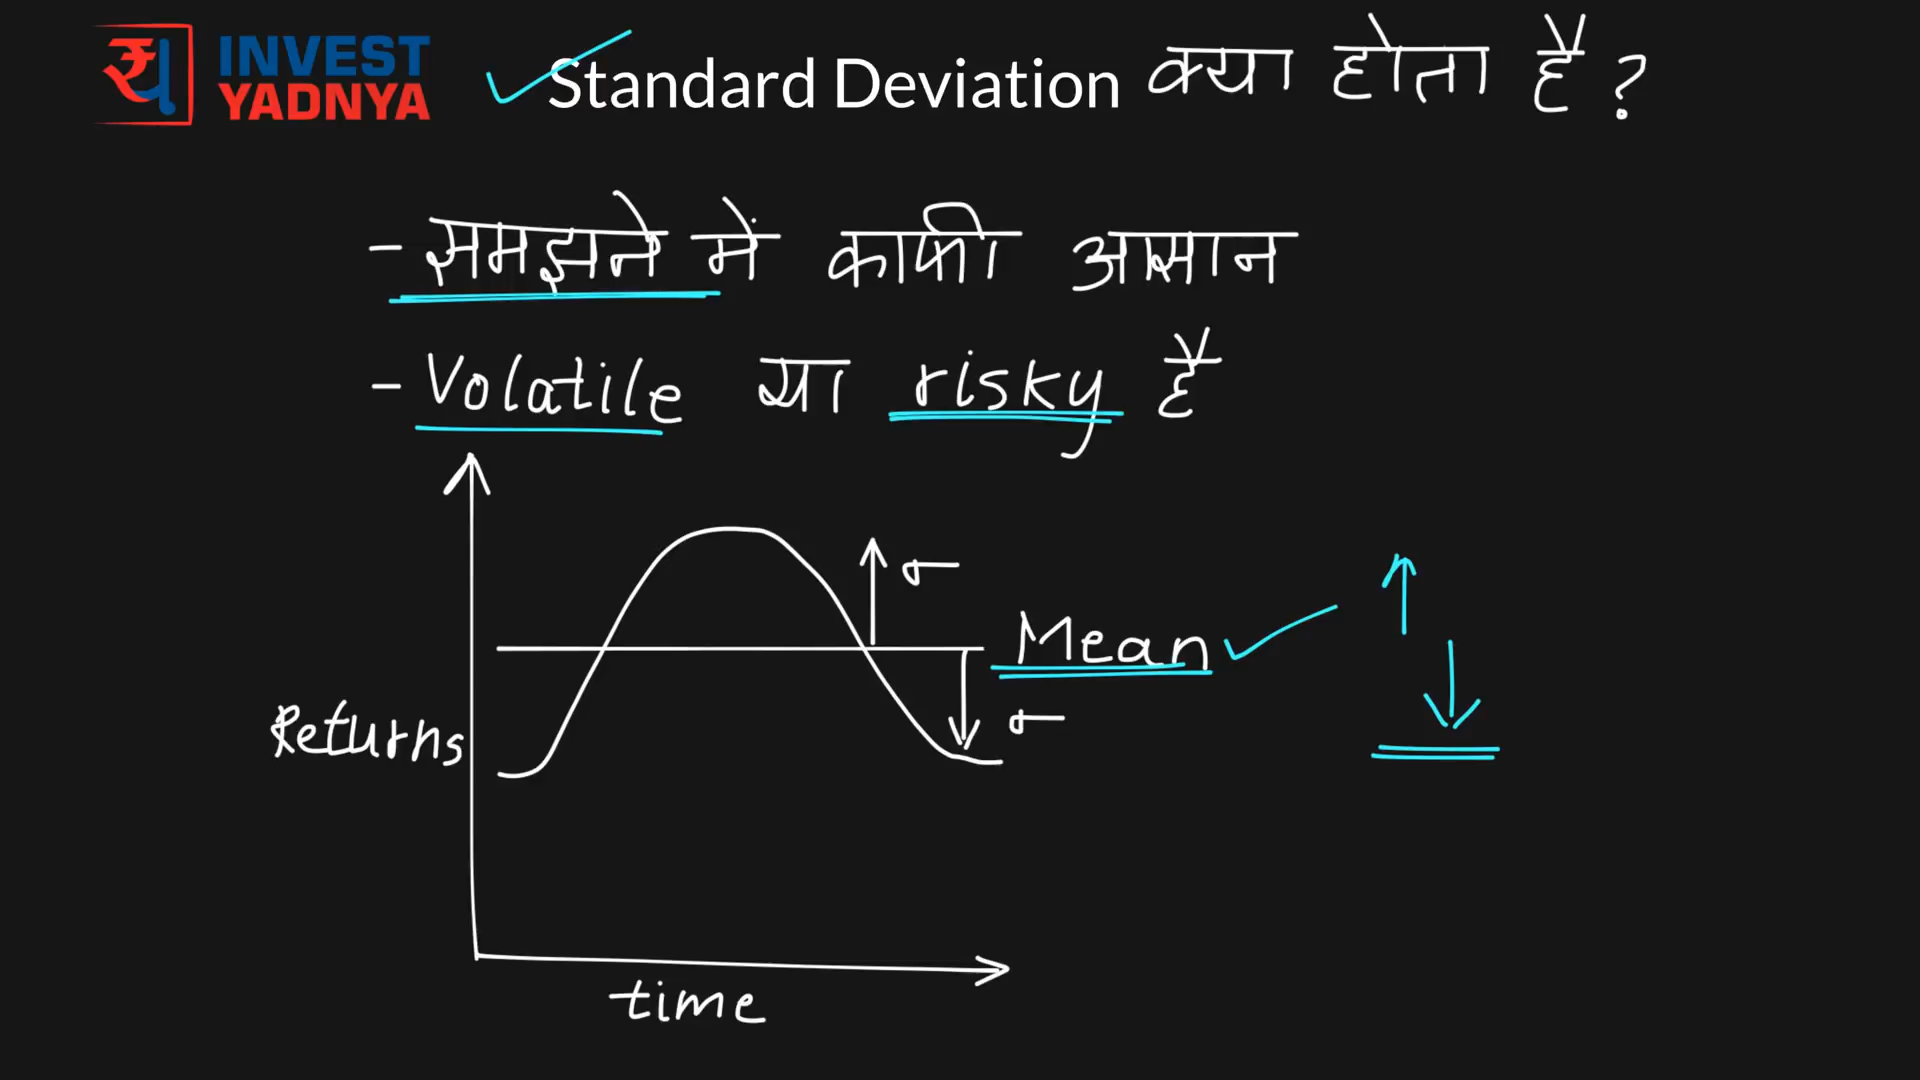 INVEST
YADNYA
Standard Deviation क्या होता है ?
- समझने में काफी आसान
- Volatile या risky है
σ
Mean
Returns
σ
time